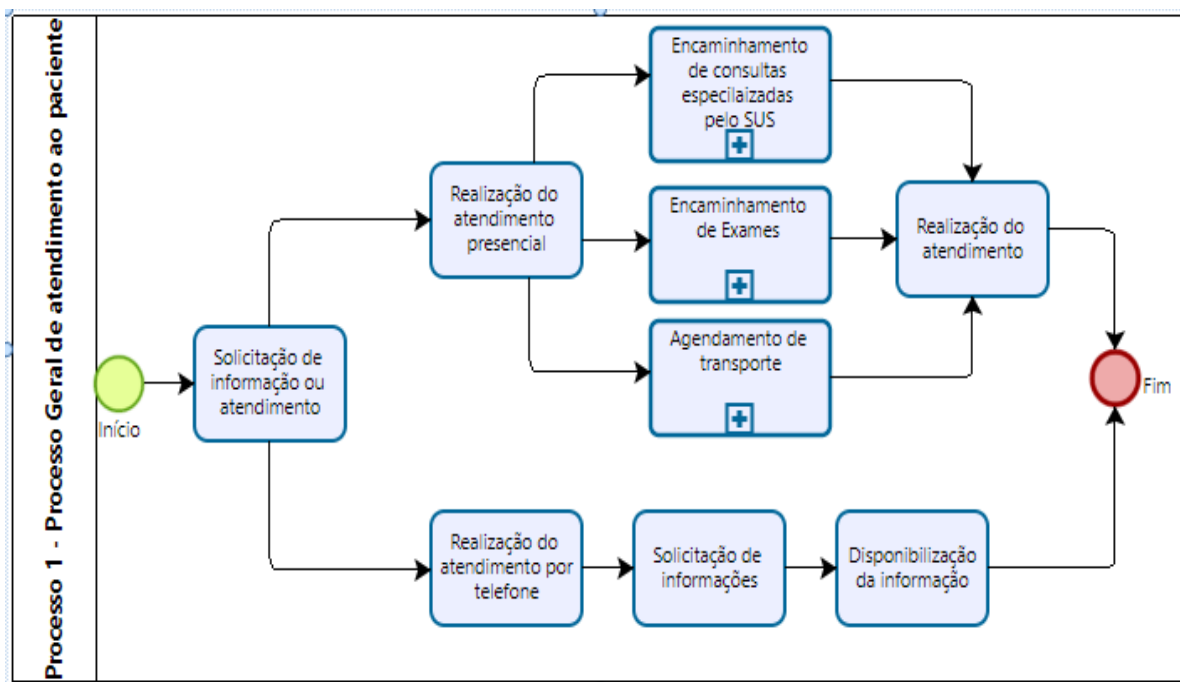 Processo 1 - Processo Geral de atendimento ao paciente
Início
Solicitação de
informação ou
atendimento
Realização do
atendimento
presencial
Encaminhamento
de consultas
especilaizadas
pelo SUS
Encaminhamento
de Exames
Agendamento de
transporte
Realização do
atendimento
Realização do
atendimento por
telefone
Solicitação de
informações
Disponibilização
da informação
Fim